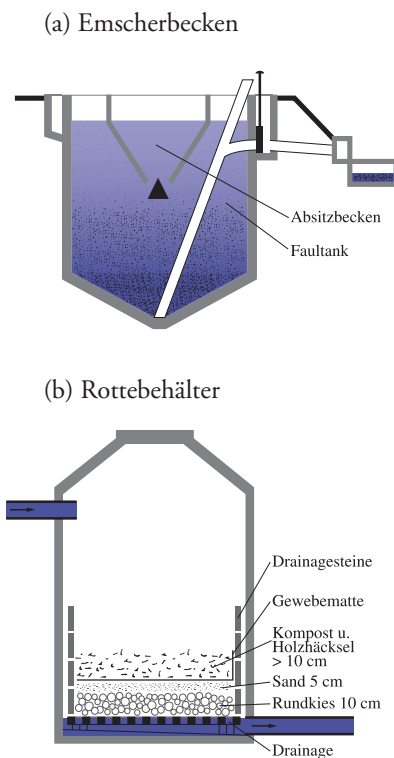 (a) Emscherbecken
Absitzbecken
Faultank
(b) Rottebehälter
Drainagesteine
Gewebematte
Kompost u.
Holzhäcksel
> 10 cm
Sand 5 cm
Rundkies 10 cm
Drainage